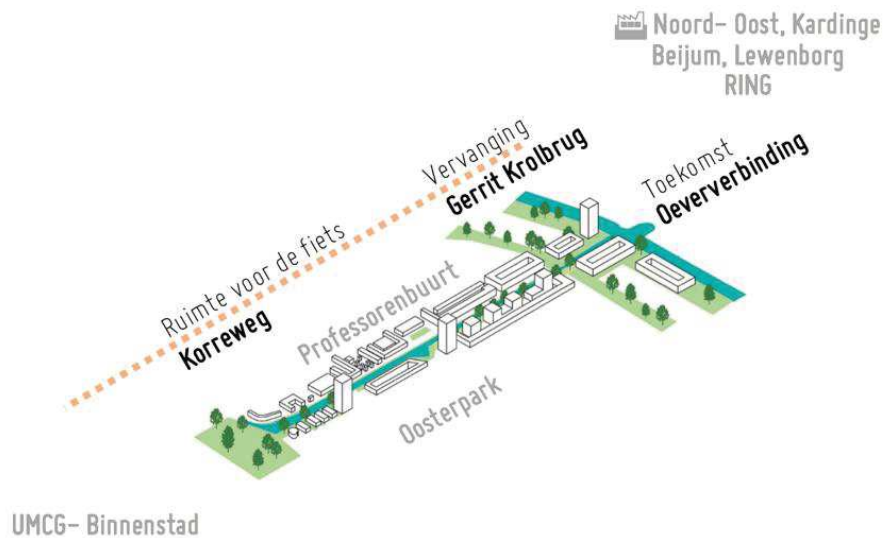 Noord- Oost, Kardinge
Beijum, Lewenborg
RING
Vervanging
Gerrit Krolbrug
Toekomst
Oeververbinding
Ruimte voor de fiets
Korreweg
Professorenbuurt
Oosterpark
UMCG- Binnenstad